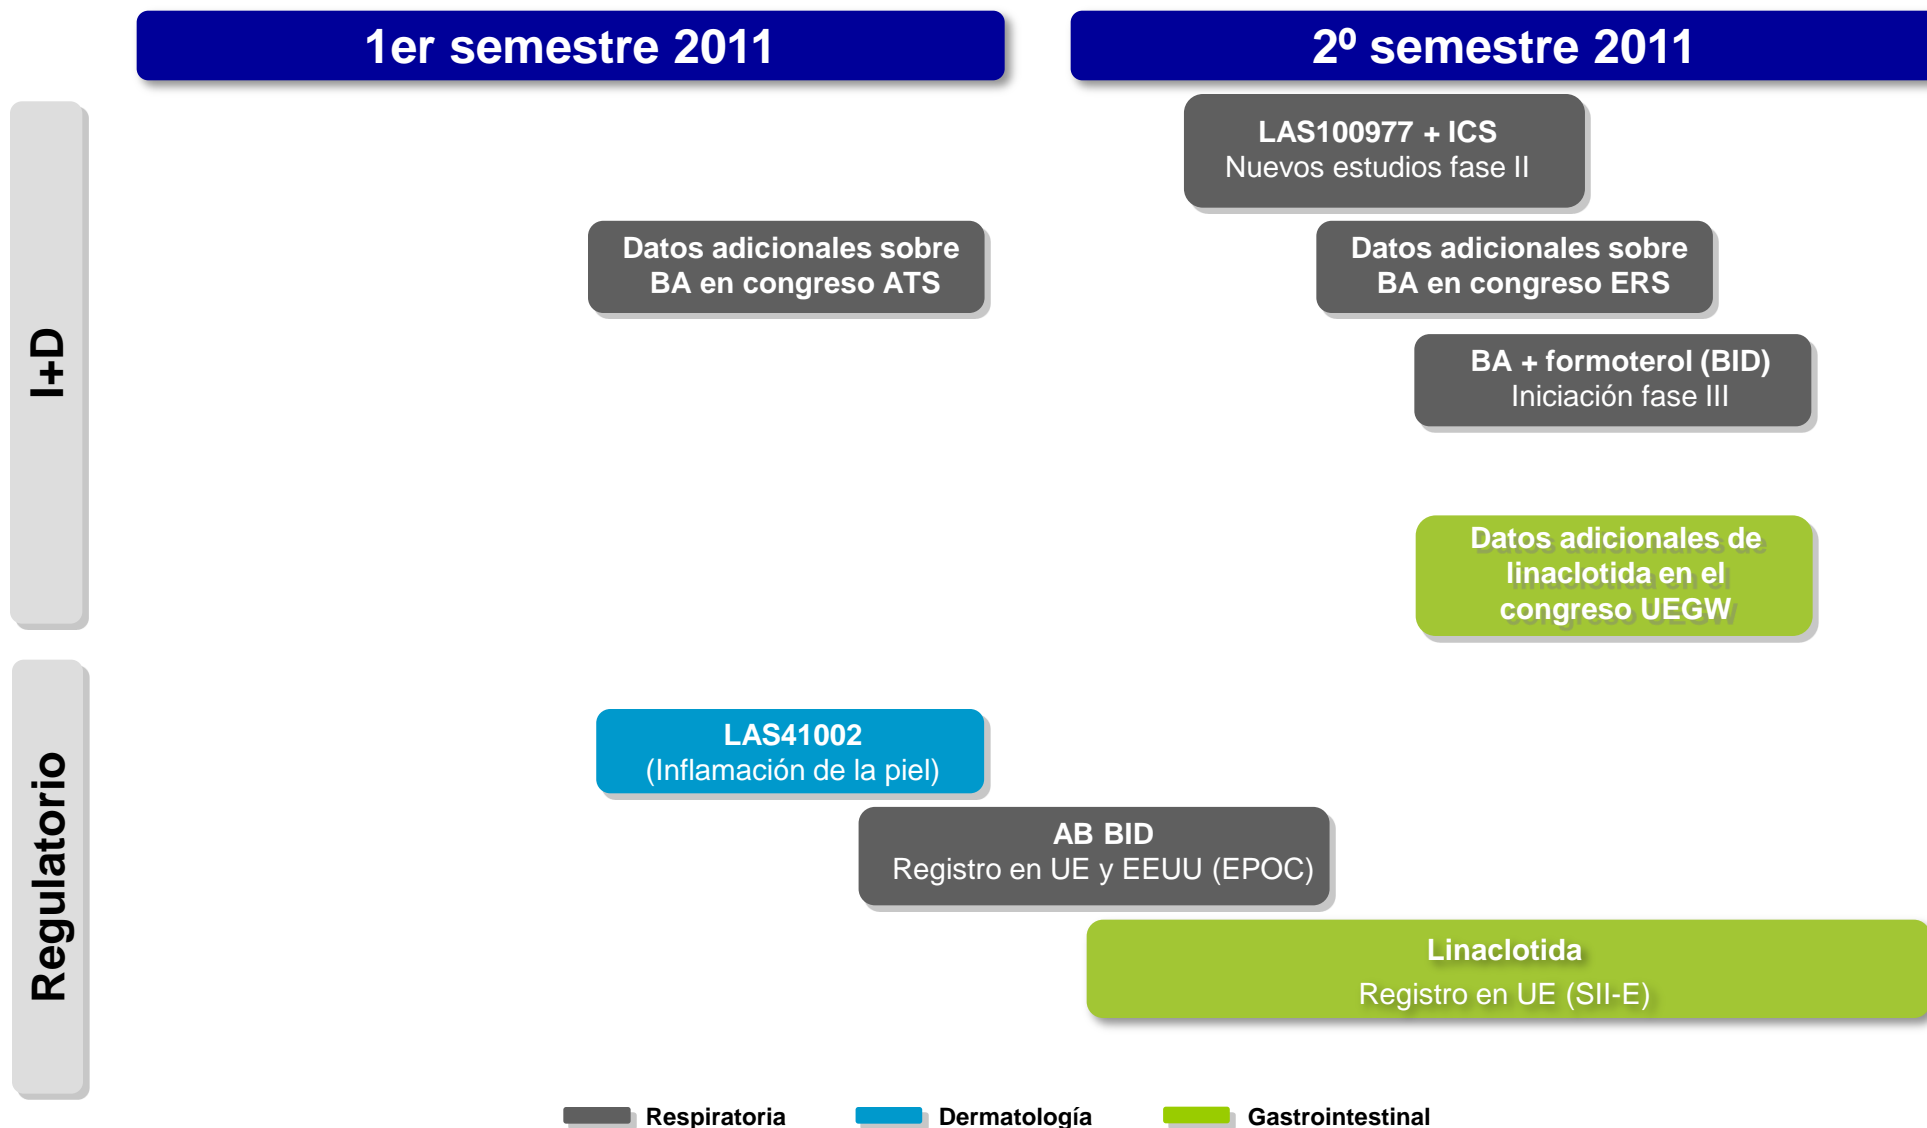 1er semestre 2011
2º semestre 2011
I+D
LAS100977 + ICS
Nuevos estudios fase II
Datos adicionales sobre
BA en congreso ATS
Datos adicionales sobre
BA en congreso ERS
BA + formoterol (BID)
Iniciación fase III
Datos adicionales de
linaclotida en el
congreso UEGW
Regulatorio
LAS41002
(Inflamación de la piel)
AB BID
Registro en UE y EEUU (EPOC)
Linaclotida
Registro en UE (SII-E)
Respiratoria
Dermatología
Gastrointestinal